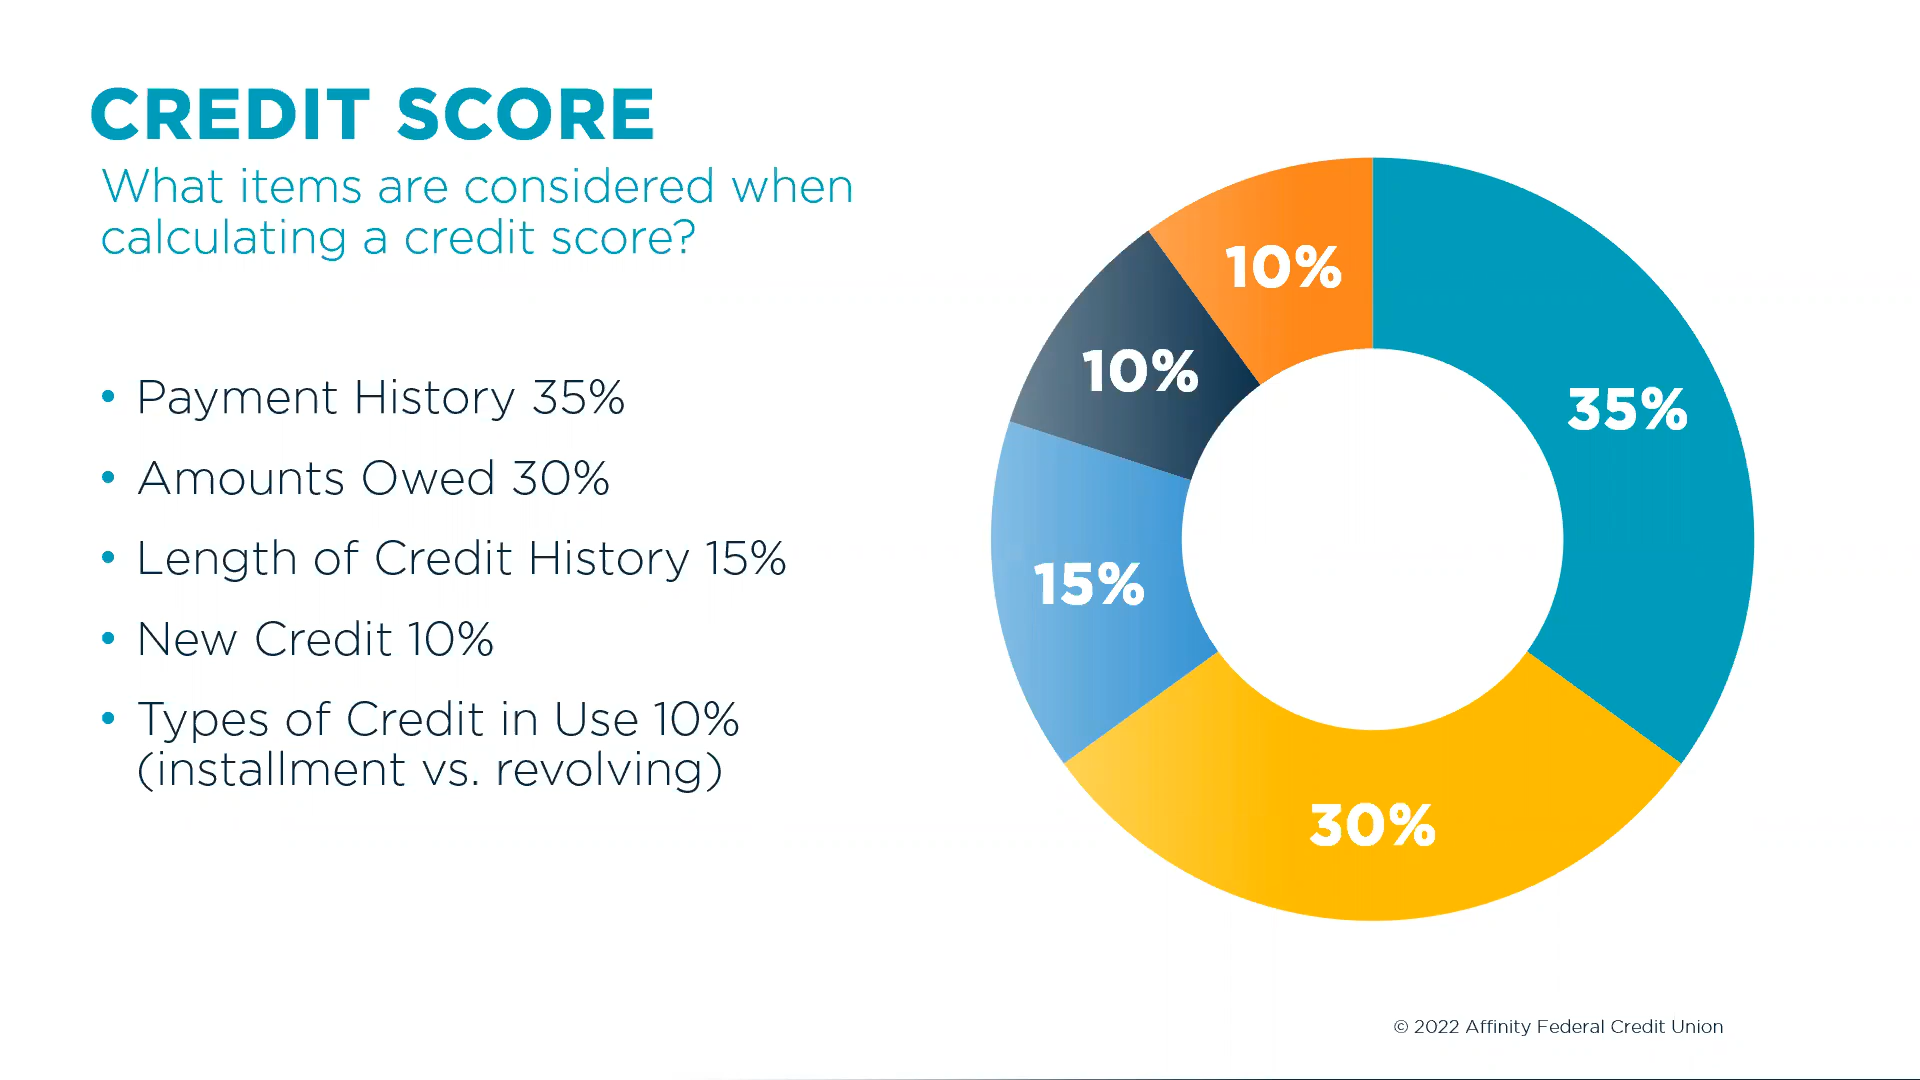 CREDIT SCORE
What items are considered when
calculating a credit score?
• Payment History 35%
• Amounts Owed 30%
• Length of Credit History 15%
• New Credit 10%
• Types of Credit in Use 10%
(installment vs. revolving)
10%
10%
35%
15%
30%
© 2022 Affinity Federal Credit Union